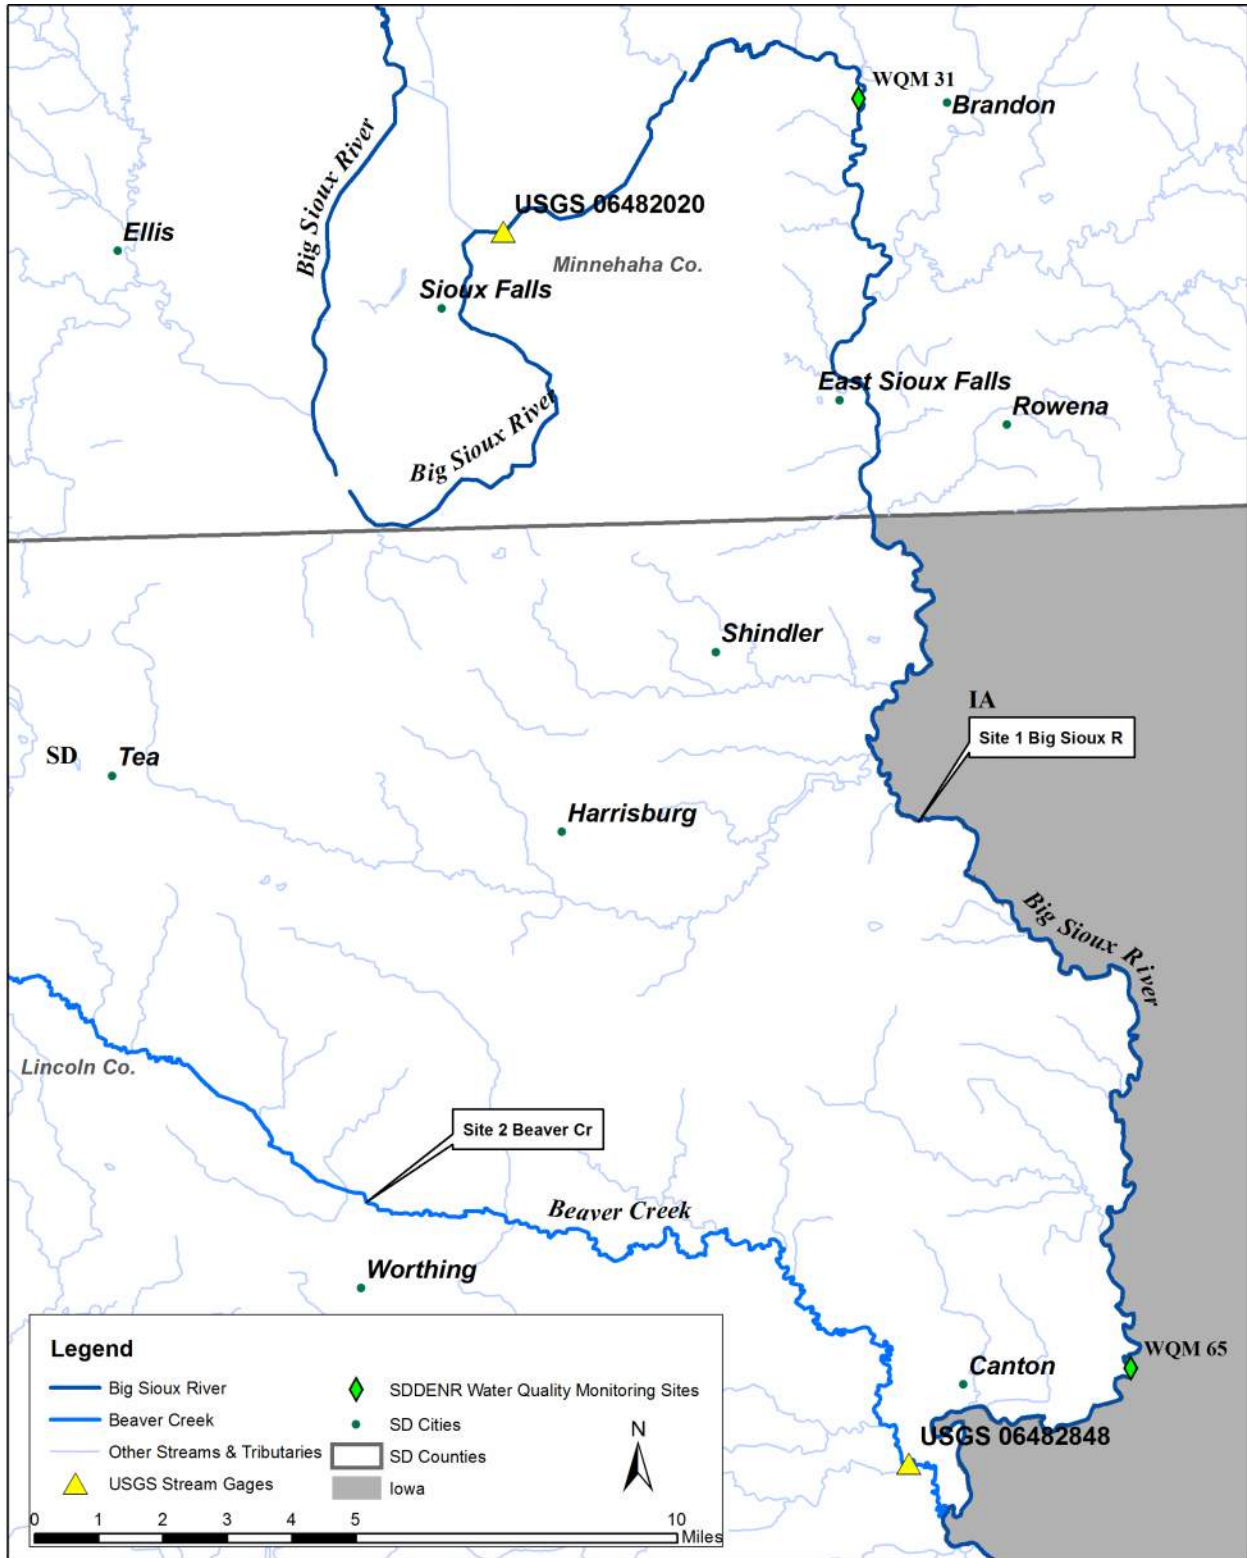 WQM 31
Brandon
Big Sioux River
USGS 06482020
Ellis
Minnehaha Co.
Sioux Falls
East Sioux Falls
Rowena
Big Sioux River
Shindler
IA
Site 1 Big Sioux R
SD
Tea
Harrisburg
Big Sioux River
Lincoln Co.
Site 2 Beaver Cr
Beaver Creek
Worthing
WQM 65
Canton
USGS 06482848
Legend
Big Sioux River
Beaver Creek
Other Streams & Tributaries
USGS Stream Gages
SDDENR Water Quality Monitoring Sites
SD Cities
SD Counties
Iowa
N
0 1 2 3 4 5 10
Miles